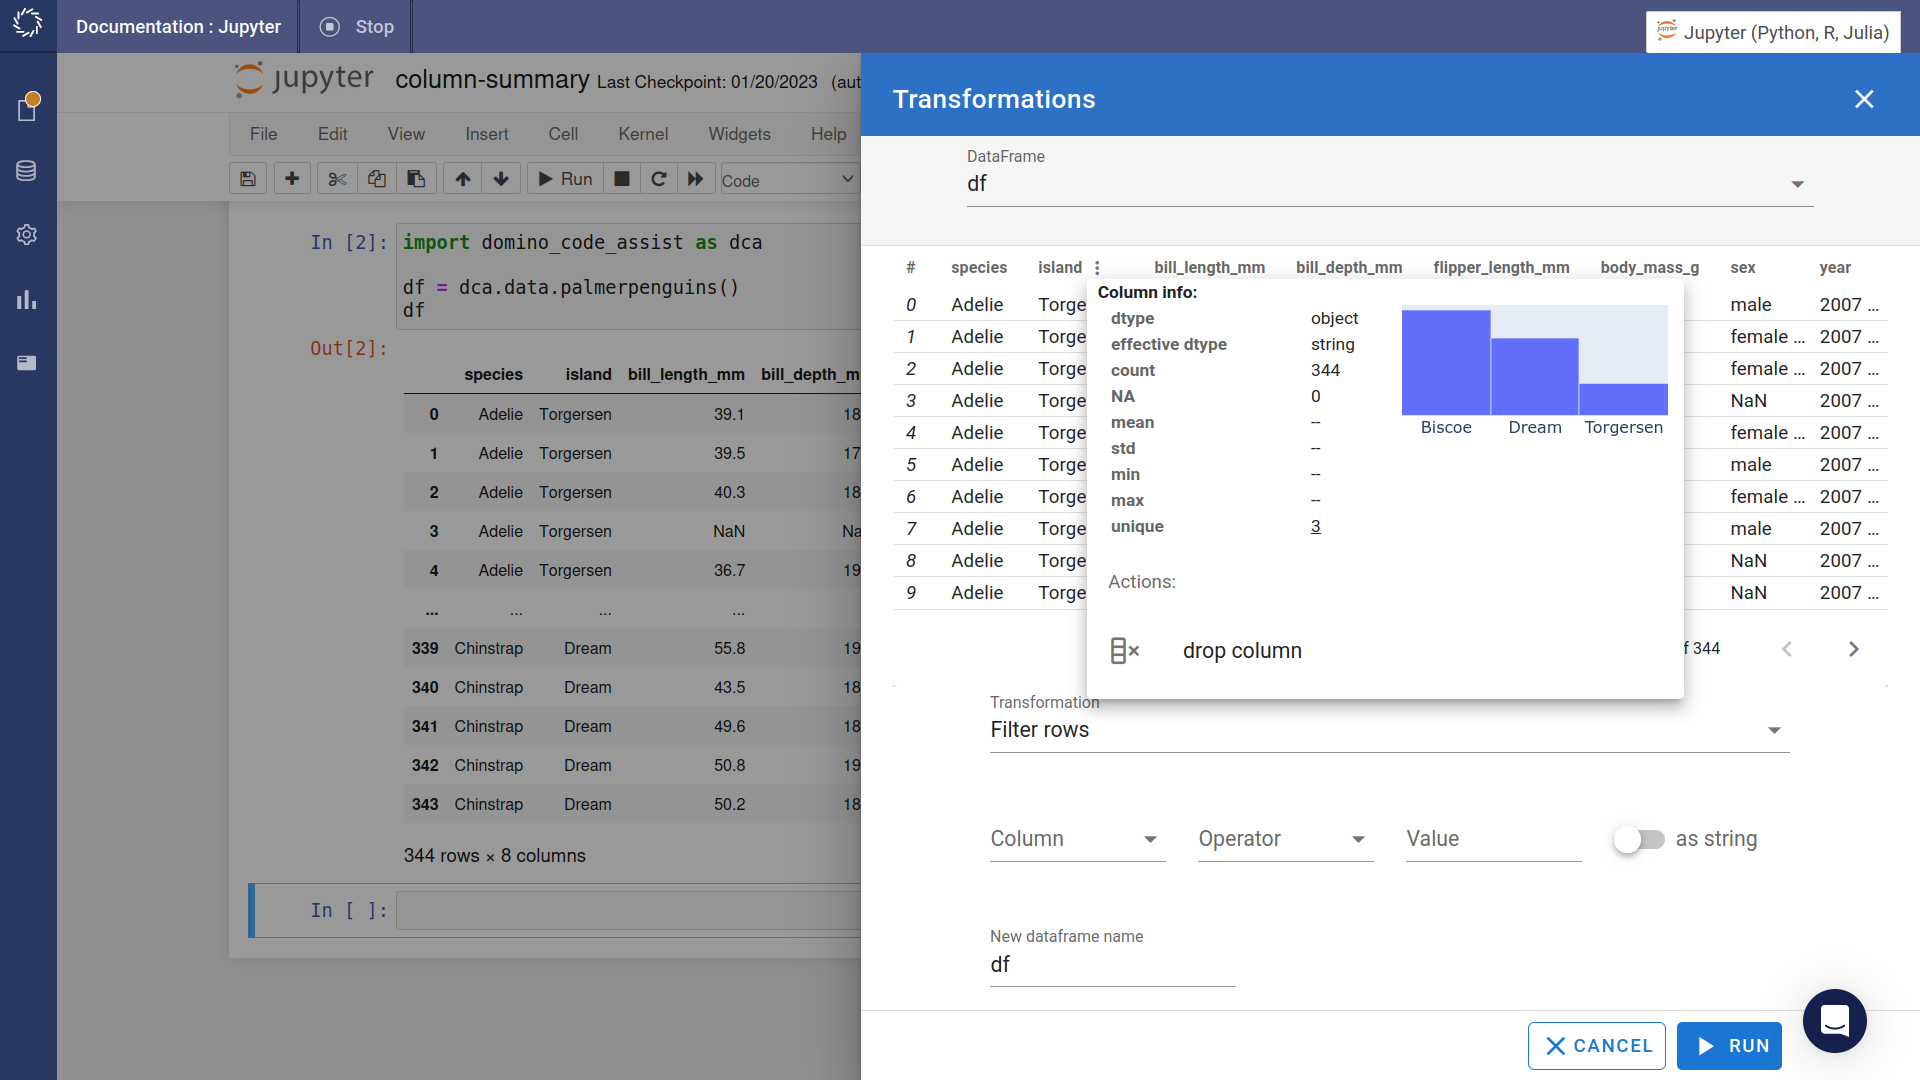 Documentation : Jupyter
Stop
Jupyter (Python, R, Julia)
jupyter column-summary Last Checkpoint: 01/20/2023 (au
File Edit View Insert Cell Kernel Widgets Help
Run
Code
In [2]: import domino_code_assist as dca
df = dca.data.palmerpenguins()
df
Out[2]:
species island bill_length_mm bill_depth_m
0 Adelie Torgersen 39.1 18
1 Adelie Torgersen 39.5 17
2 Adelie Torgersen 40.3 18
3 Adelie Torgersen NaN Na
4 Adelie Torgersen 36.7 19
... ... ... ...
339 Chinstrap Dream 55.8 19
340 Chinstrap Dream 43.5 18
341 Chinstrap Dream 49.6 18
342 Chinstrap Dream 50.8 19
343 Chinstrap Dream 50.2 18
344 rows × 8 columns
In [ ]:
Transformations
DataFrame
df
# species island bill_length_mm bill_depth_mm flipper_length_mm body_mass_g sex year
0 Adelie Torge male 2007 ...
1 Adelie Torge female ... 2007 ...
2 Adelie Torge female ... 2007 ...
3 Adelie Torge NaN 2007 ...
4 Adelie Torge female ... 2007 ...
5 Adelie Torge male 2007 ...
6 Adelie Torge female ... 2007 ...
7 Adelie Torge male 2007 ...
8 Adelie Torge NaN 2007 ...
9 Adelie Torge NaN 2007 ...
Column info:
dtype object
effective dtype string
count 344
NA 0
mean --
std --
min --
max --
unique 3
Biscoe Dream Torgersen
Actions:
drop column
f 344
Transformation
Filter rows
Column Operator Value as string
New dataframe name
df
CANCEL RUN